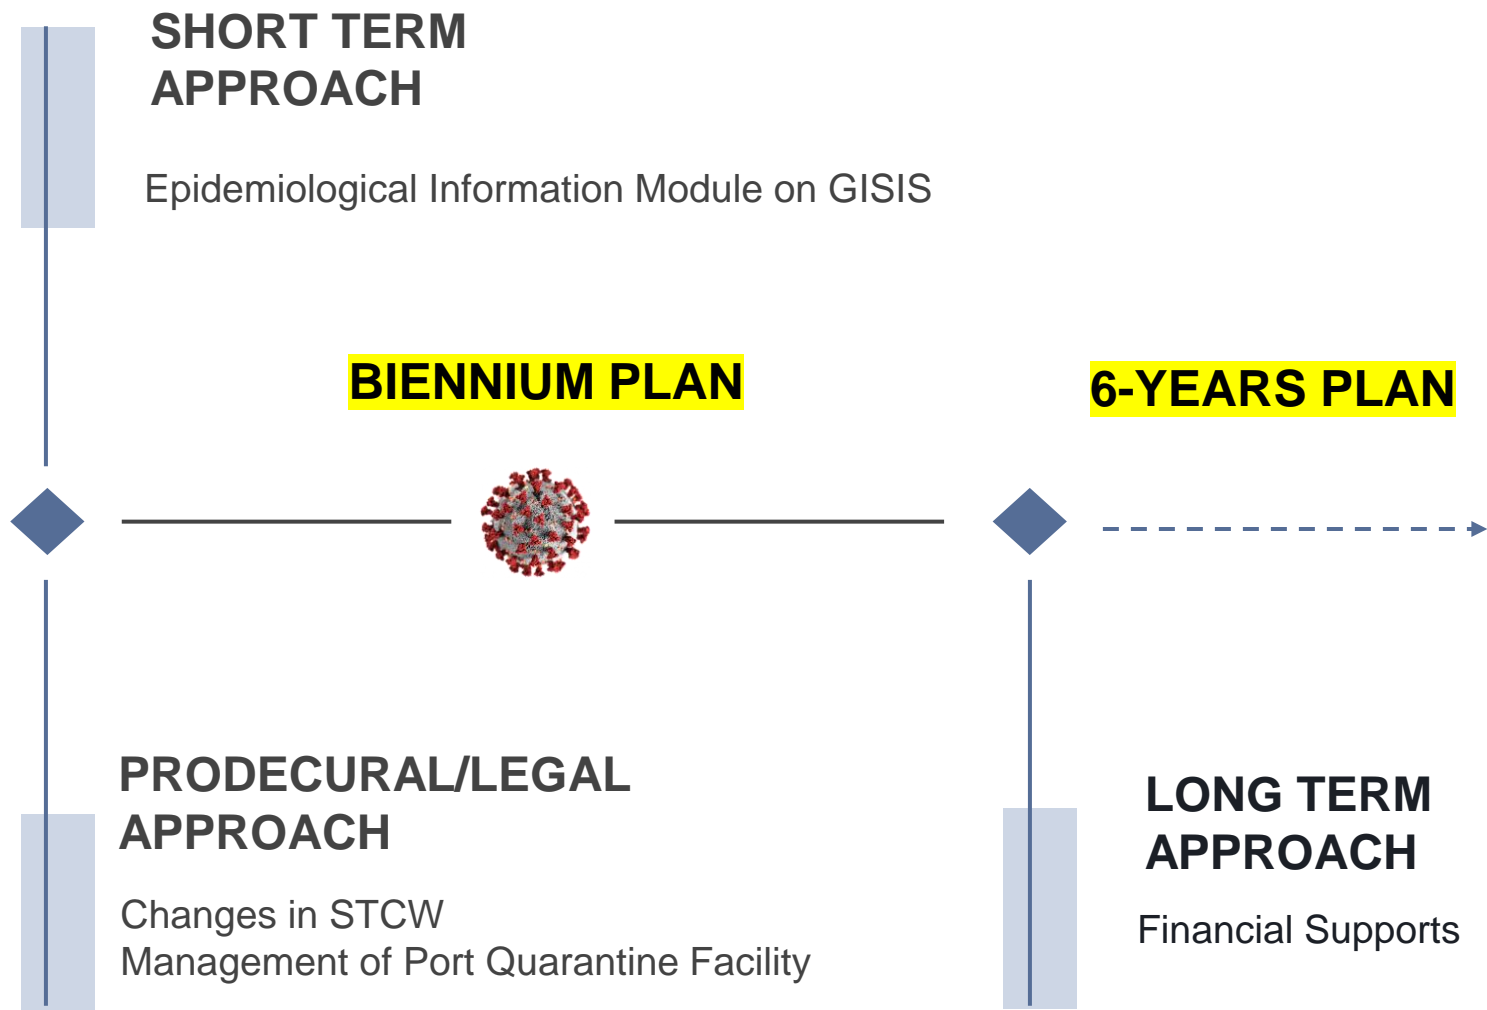 SHORT TERM
APPROACH
Epidemiological Information Module on GISIS
BIENNIUM PLAN
6-YEARS PLAN
PRODECURAL/LEGAL
APPROACH
Changes in STCW
Management of Port Quarantine Facility
LONG TERM
APPROACH
Financial Supports